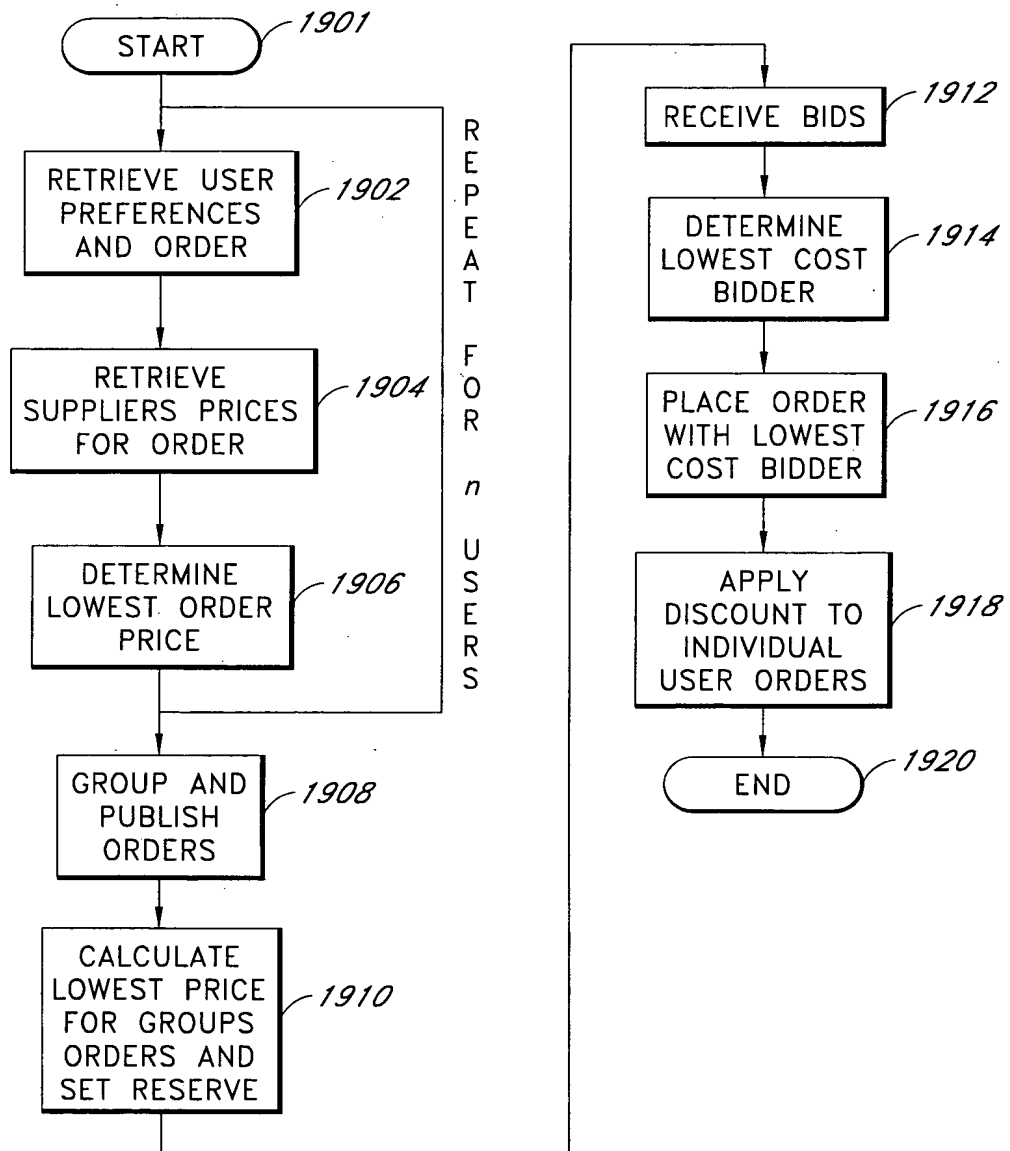 START
1901
RETRIEVE USER
PREFERENCES
AND ORDER
1902
RETRIEVE
SUPPLIERS PRICES
FOR ORDER
1904
DETERMINE
LOWEST ORDER
PRICE
1906
REPEAT FOR n USERS
GROUP AND
PUBLISH
ORDERS
1908
CALCULATE
LOWEST PRICE
FOR GROUPS
ORDERS AND
SET RESERVE
1910
RECEIVE BIDS
1912
DETERMINE
LOWEST COST
BIDDER
1914
PLACE ORDER
WITH LOWEST
COST BIDDER
1916
APPLY
DISCOUNT TO
INDIVIDUAL
USER ORDERS
1918
END
1920